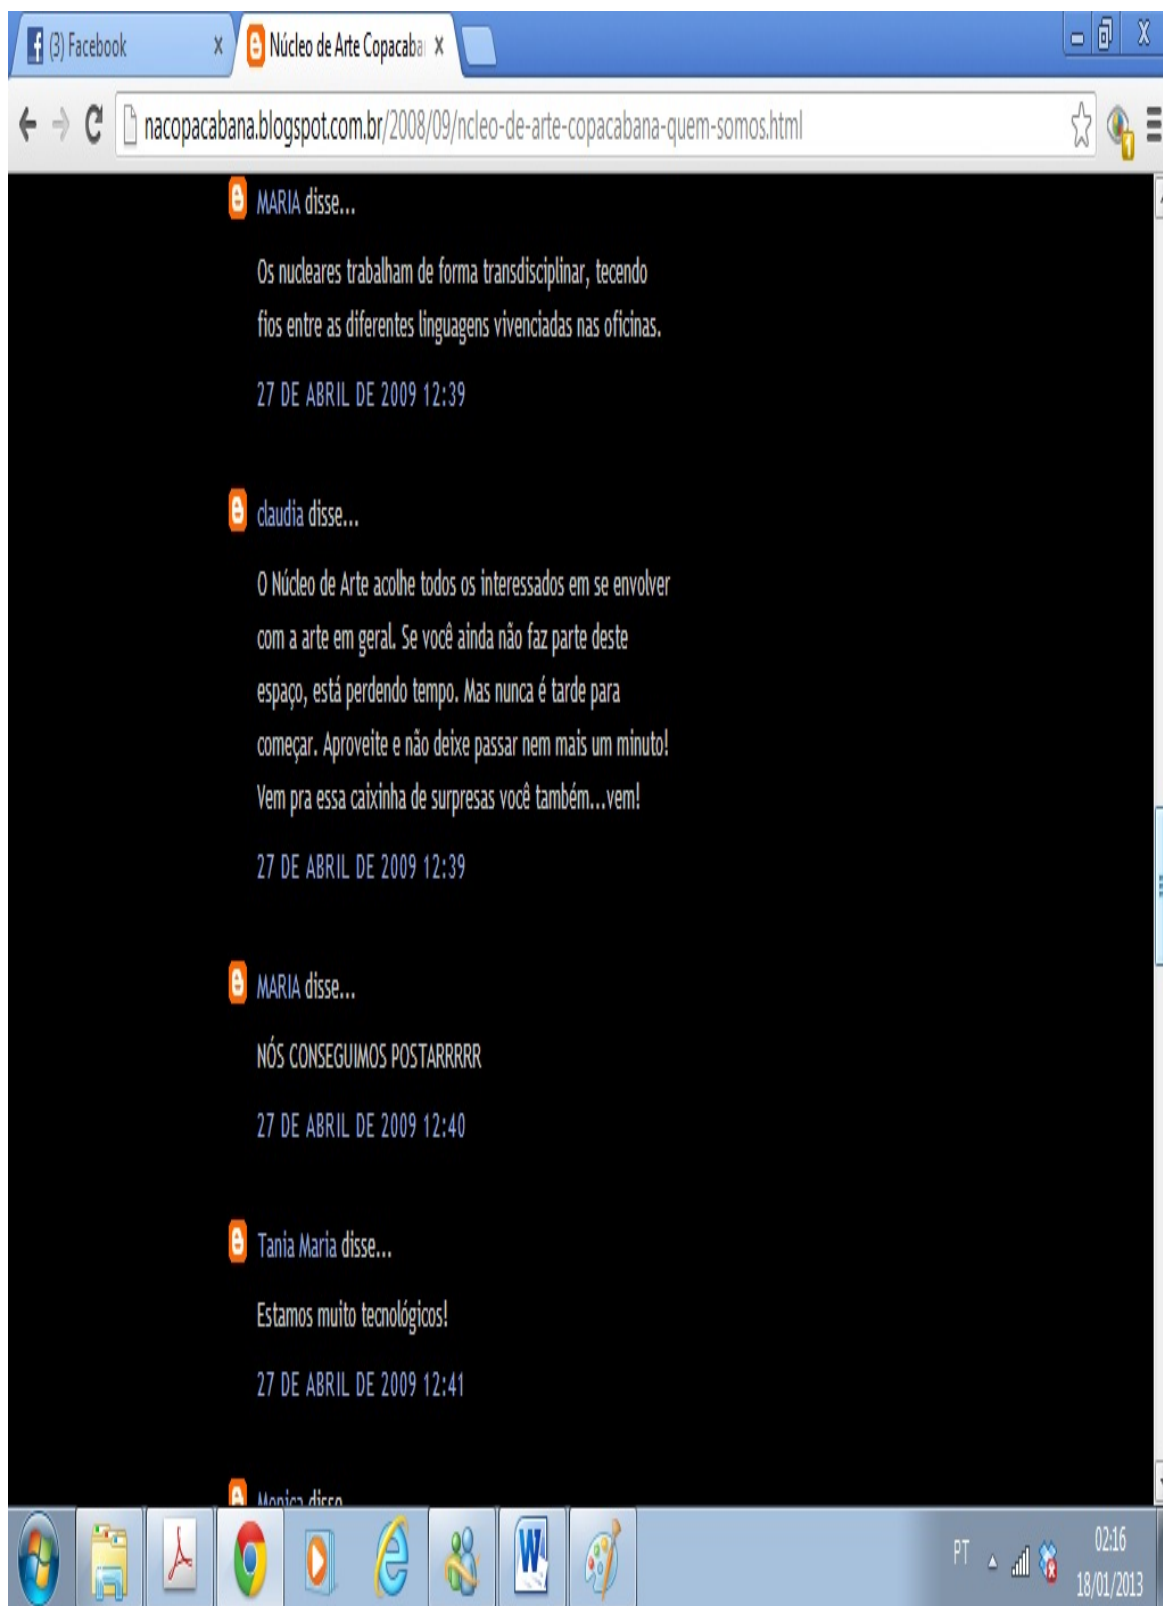 (3) Facebook
Núcleo de Arte Copacaba
nacopacabana.blogspot.com.br/2008/09/ncleo-de-arte-copacabana-quem-somos.html
1
MARIA disse...
Os nucleares trabalham de forma transdisciplinar, tecendo
fios entre as diferentes linguagens vivenciadas nas oficinas.
27 DE ABRIL DE 2009 12:39
claudia disse...
O Núcleo de Arte acolhe todos os interessados em se envolver
com a arte em geral. Se você ainda não faz parte deste
espaço, está perdendo tempo. Mas nunca é tarde para
começar. Aproveite e não deixe passar nem mais um minuto!
Vem pra essa caixinha de surpresas você também...vem!
27 DE ABRIL DE 2009 12:39
MARIA disse...
NÓS CONSEGUIMOS POSTARRRRR
27 DE ABRIL DE 2009 12:40
Tania Maria disse...
Estamos muito tecnológicos!
27 DE ABRIL DE 2009 12:41
Monica disse
PT
02:16
18/01/2013